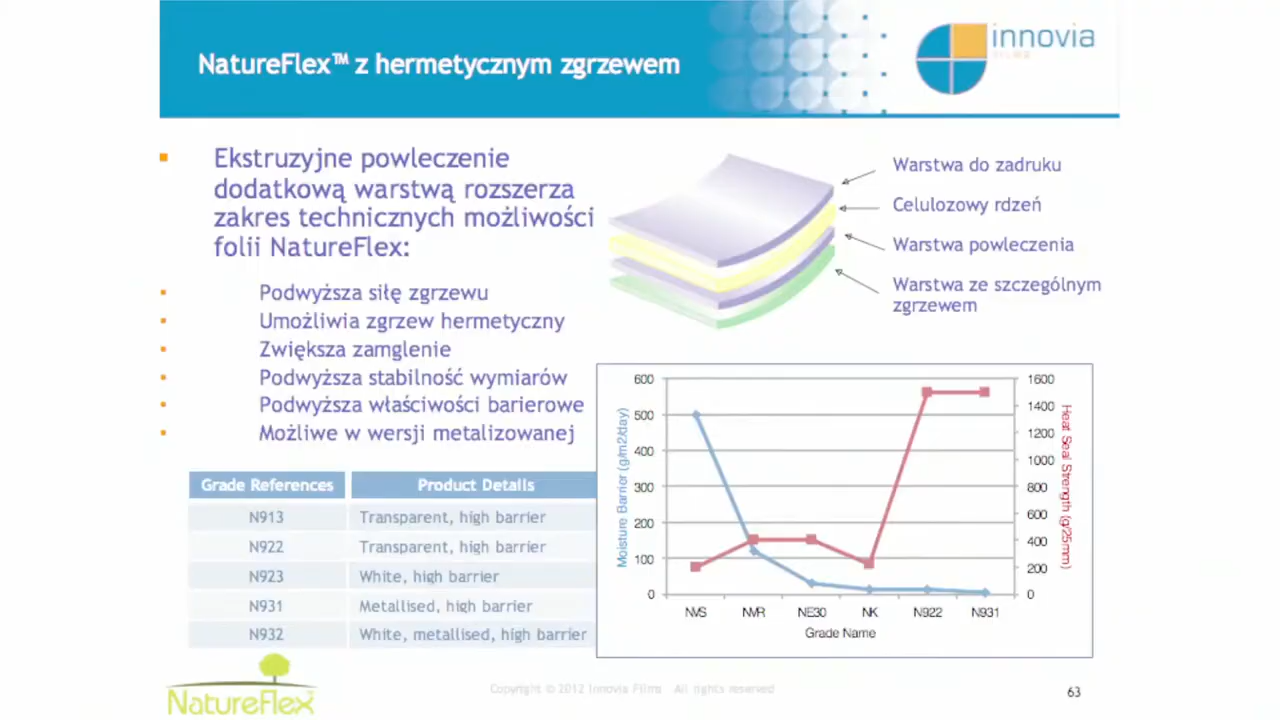 NatureFlex™ z hermetycznym zgrzewem
innovia
FILMS
Ekstruzyjne powleczenie
dodatkową warstwą rozszerza
zakres technicznych możliwości
folii NatureFlex:
Podwyższa siłę zgrzewu
Umożliwia zgrzew hermetyczny
Zwiększa zamglenie
Podwyższa stabilność wymiarów
Podwyższa właściwości barierowe
Możliwe w wersji metalizowanej
Warstwa do zadruku
Celulozowy rdzeń
Warstwa powleczenia
Warstwa ze szczególnym
zgrzewem
Grade References Product Details
N913 Transparent, high barrier
N922 Transparent, high barrier
N923 White, high barrier
N931 Metallised, high barrier
N932 White, metallised, high barrier
Moisture Barrier (g/m2/day)
600
500
400
300
200
100
0
1600
1400
1200
1000
800
600
400
200
0
Heat Seal Strength (g/25mm)
NVS NVR NE30 NK N922 N931
Grade Name
NatureFlex™
Copyright © 2012 Innovia Films All rights reserved
63